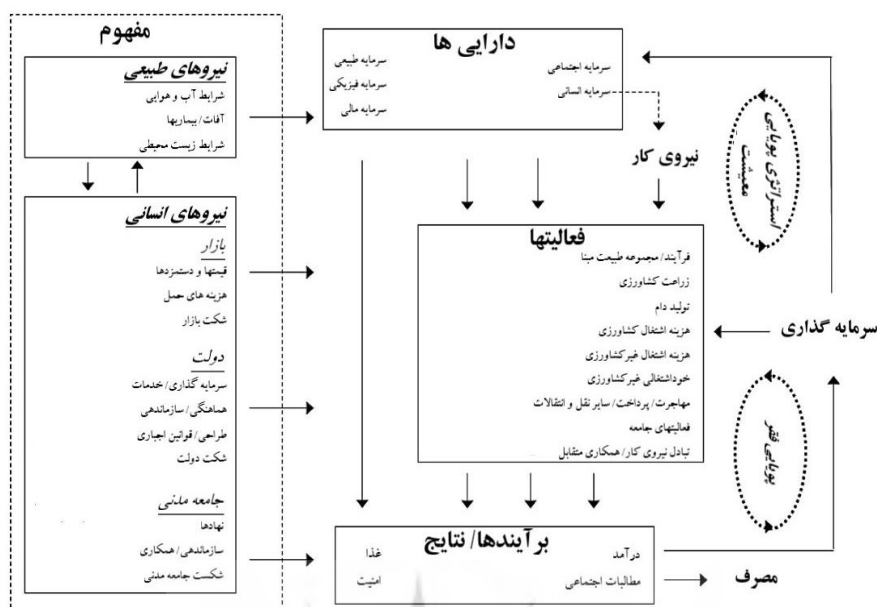 مفهوم
نیروهای طبیعی
شرایط آب و هوایی
آفات/ بیماریها
شرایط زیست محیطی
نیروهای انسانی
بازار
قیمتها و دستمزدها
هزینه های حمل
شکت بازار
دولت
سرمایه گذاری/ خدمات
هماهنگی/ سازماندهی
طراحی/ قوانین اجباری
شکت دولت
جامعه مدنی
نهادها
سازماندهی/ همکاری
شکست جامعه مدنی
دارایی ها
سرمایه اجتماعی
سرمایه انسانی
سرمایه طبیعی
سرمایه فیزیکی
سرمایه مالی
نیروی کار
فعالیتها
فرآیند/ مجموعه طبیعت مبنا
زراعت کشاورزی
تولید دام
هزینه اشتغال کشاورزی
هزینه اشتغال غیرکشاورزی
خوداشتغالی غیرکشاورزی
مهاجرت/ پرداخت/ سایر نقل و انتقالات
فعالیتهای جامعه
تبادل نیروی کار/ همکاری متقابل
برآیندها/ نتایج
درآمد
غذا
مطالبات اجتماعی
امنیت
استراتژی پویایی
معیشت
سرمایه گذاری
پویایی فقر
مصرف